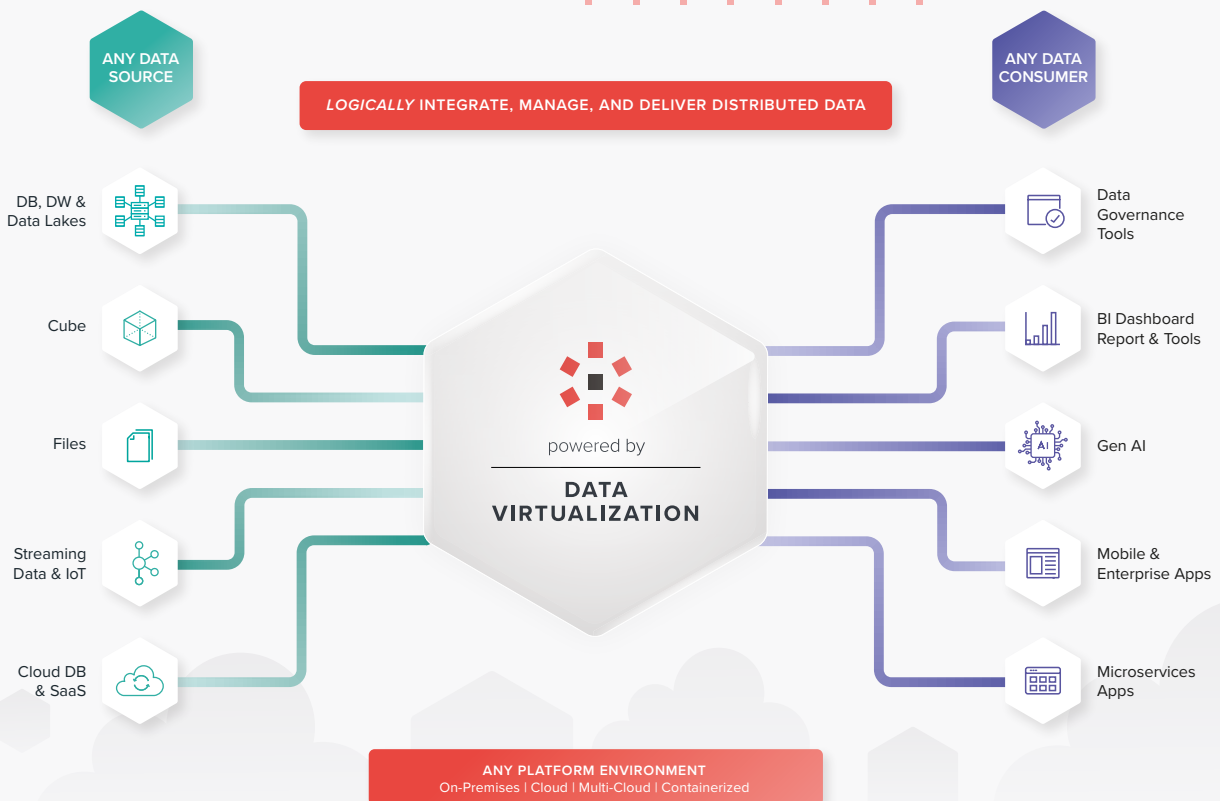 ANY DATA
SOURCE
ANY DATA
CONSUMER
LOGICALLY INTEGRATE, MANAGE, AND DELIVER DISTRIBUTED DATA
DB, DW &
Data Lakes
Cube
Files
Streaming
Data & IoT
Cloud DB
& SaaS
powered by
DATA
VIRTUALIZATION
Data
Governance
Tools
BI Dashboard
Report & Tools
AI
Gen AI
Mobile &
Enterprise Apps
Microservices
Apps
ANY PLATFORM ENVIRONMENT
On-Premises | Cloud | Multi-Cloud | Containerized